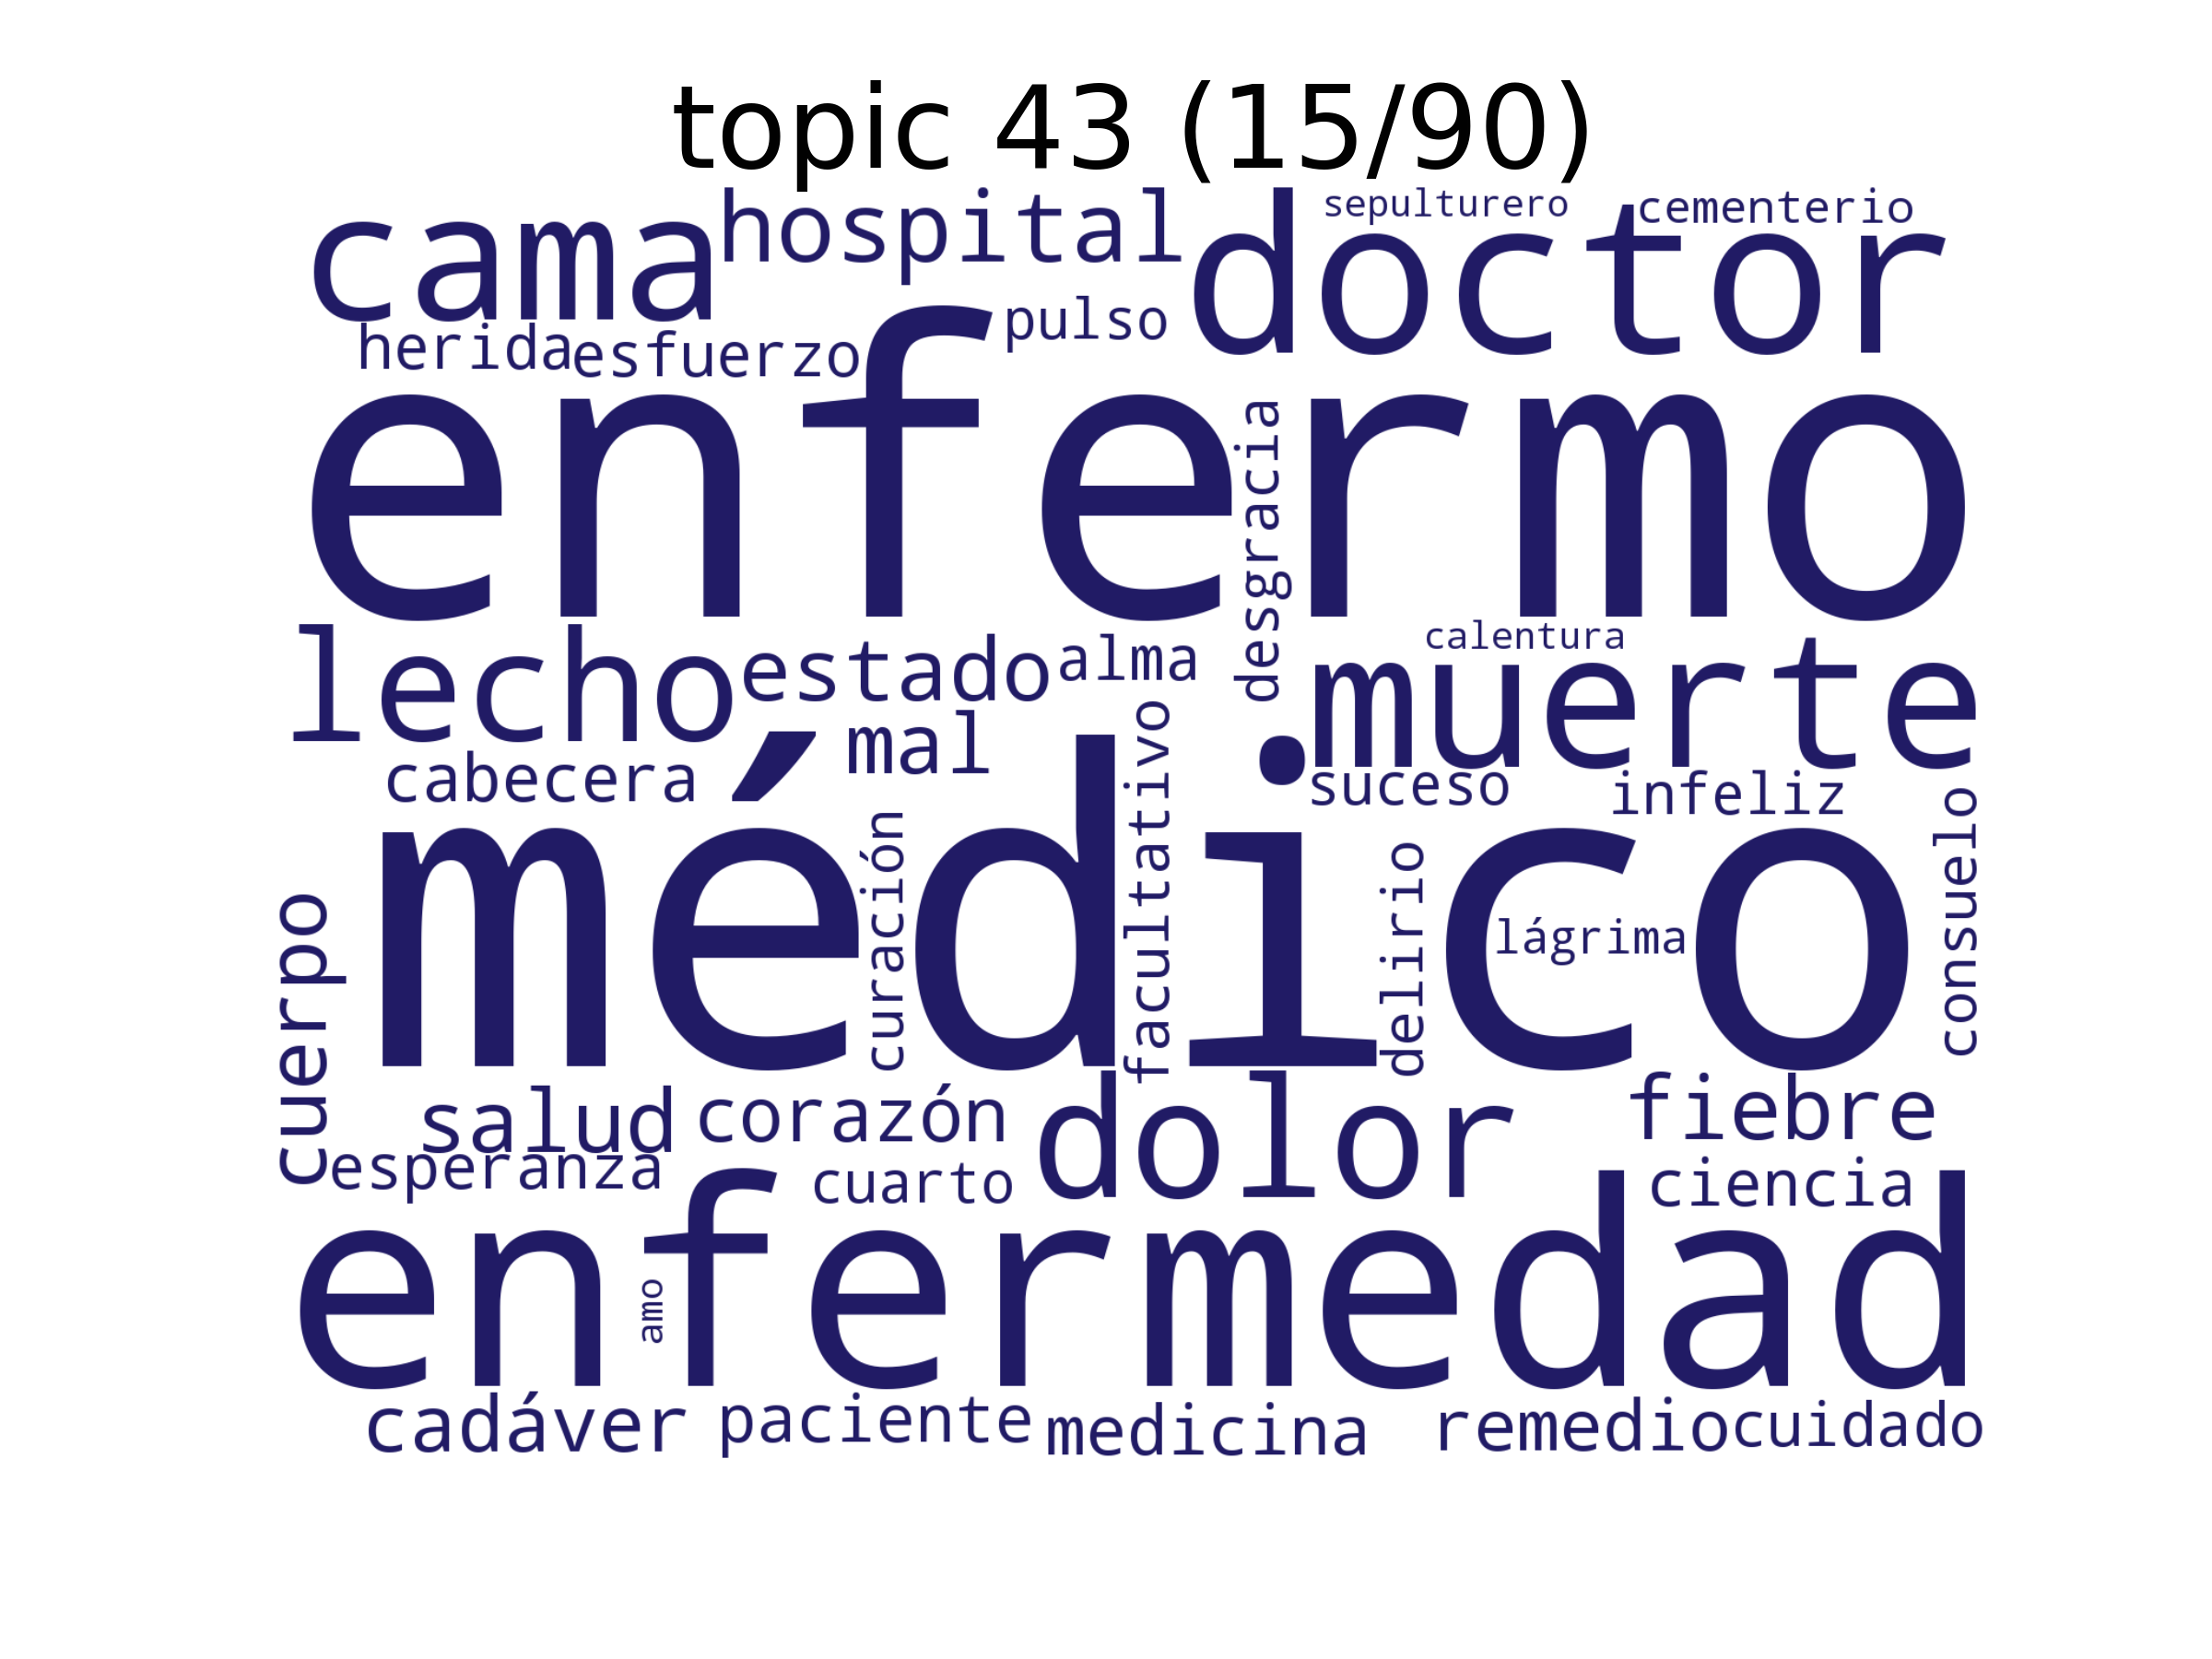 topic 43 (15/90)
cama hospital doctor sepulturero cementerio
herida esfuerzo pulso
enfermo
desgracia
lecho estado alma calentura muerte
cabecera mal suceso infeliz
médico
cuerpo curación facultativo delirio lágrima consuelo
salud corazón dolor fiebre
esperanza cuarto ciencia
enfermedad
amo
cadáver paciente medicina remedio cuidado